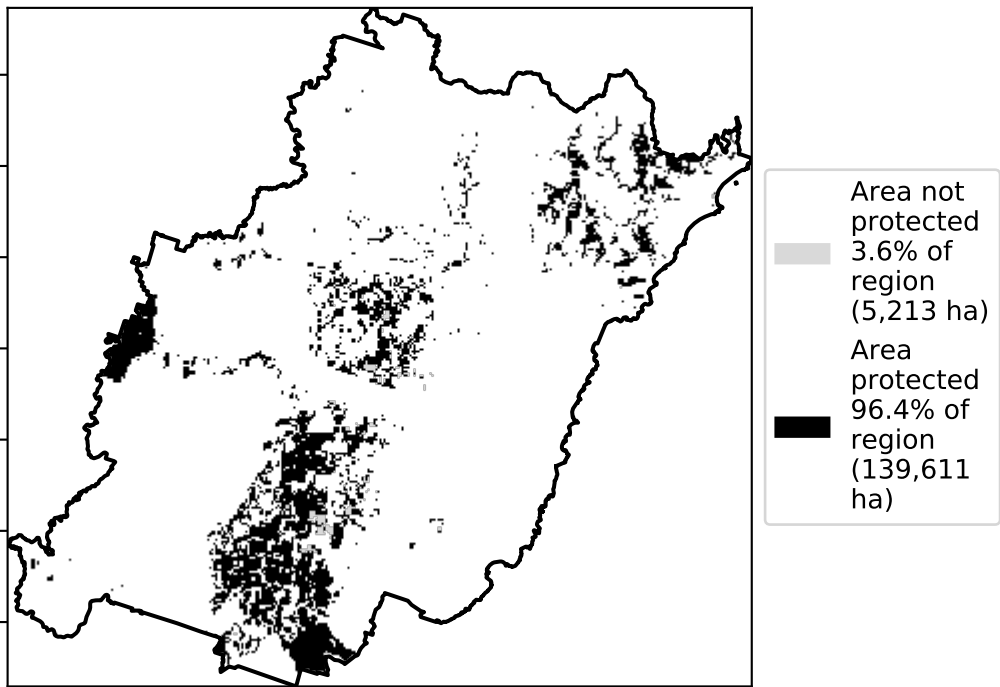 Area not
protected
3.6% of
region
(5,213 ha)
Area
protected
96.4% of
region
(139,611
ha)